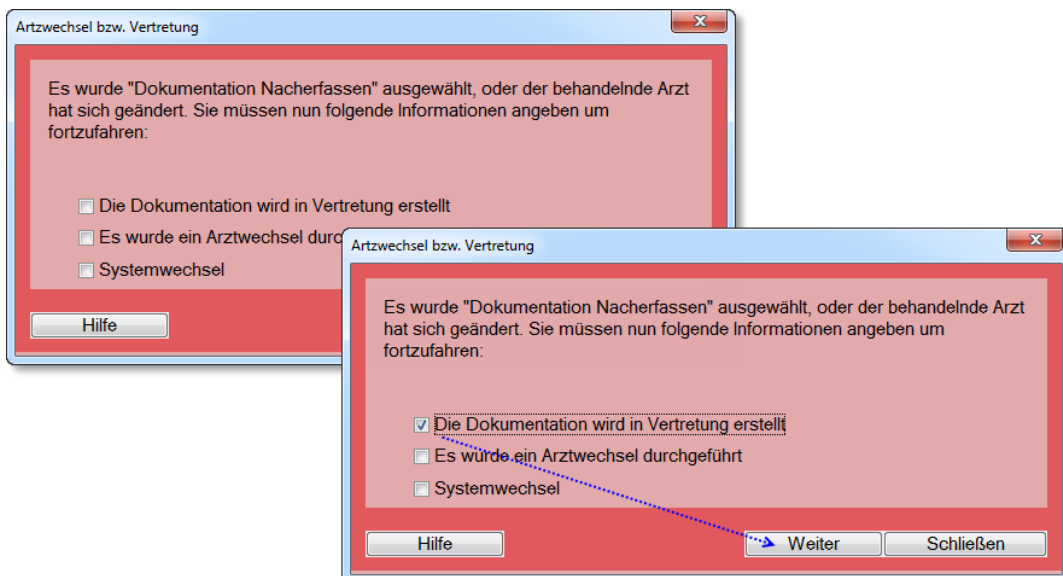 Artzwechsel bzw. Vertretung
Es wurde "Dokumentation Nacherfassen" ausgewählt, oder der behandelnde Arzt
hat sich geändert. Sie müssen nun folgende Informationen angeben um
fortzufahren:
Die Dokumentation wird in Vertretung erstellt
Es wurde ein Arztwechsel durc
Systemwechsel
Hilfe
Artzwechsel bzw. Vertretung
Es wurde "Dokumentation Nacherfassen" ausgewählt, oder der behandelnde Arzt
hat sich geändert. Sie müssen nun folgende Informationen angeben um
fortzufahren:
Die Dokumentation wird in Vertretung erstellt
Es wurde ein Arztwechsel durchgeführt
Systemwechsel
Hilfe Weiter Schließen